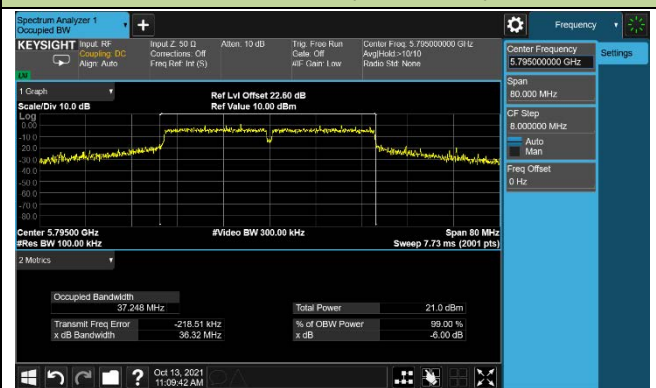 Spectrum Analyzer 1
Occupied BW
Frequency
KEYSIGHT
Input: RF
Coupling: DC
Align: Auto
Input Z: 50 Ω
Corrections: Off
Freq Ref: Int (S)
Atten: 10 dB
Trig: Free Run
Gate: Off
#IF Gain: Low
Center Freq: 5.795000000 GHz
Avg|Hold:>10/10
Radio Std: None
Center Frequency
5.795000000 GHz
Settings
Span
80.000 MHz
CF Step
8.000000 MHz
Auto
Man
Freq Offset
0 Hz
1 Graph
Scale/Div 10.0 dB
Ref Lvl Offset 22.60 dB
Ref Value 10.00 dBm
Log
0.00
-10.0
-20.0
-30.0
-40.0
-50.0
-60.0
-70.0
-80.0
Center 5.79500 GHz
#Res BW 100.00 kHz
#Video BW 300.00 kHz
Span 80 MHz
Sweep 7.73 ms (2001 pts)
2 Metrics
Occupied Bandwidth
37.248 MHz
Total Power
21.0 dBm
Transmit Freq Error
-218.51 kHz
% of OBW Power
99.00 %
x dB Bandwidth
36.32 MHz
x dB
-6.00 dB
Oct 13, 2021
11:09:42 AM